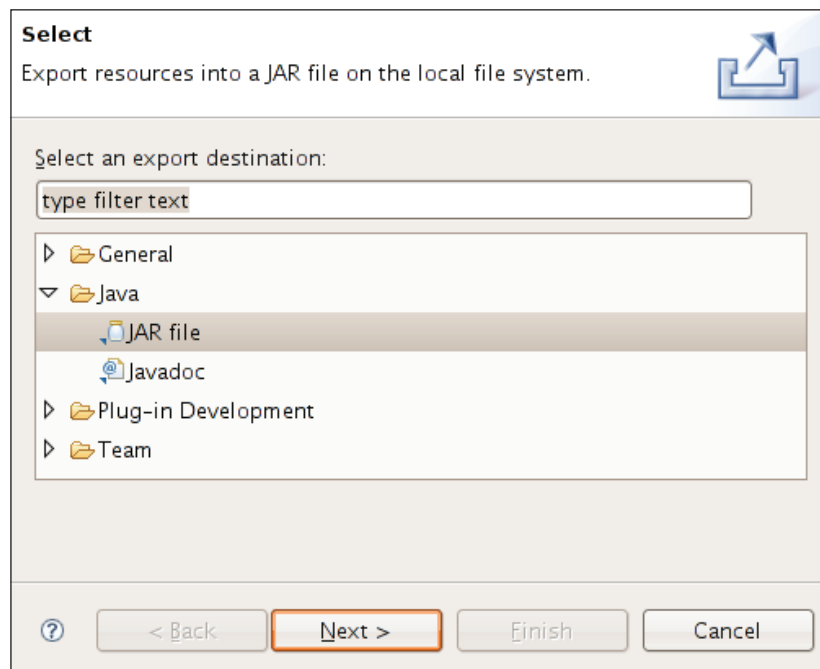 Select
Export resources into a JAR file on the local file system.
Select an export destination:
type filter text
General
Java
JAR file
Javadoc
Plug-in Development
Team
< Back
Next >
Finish
Cancel